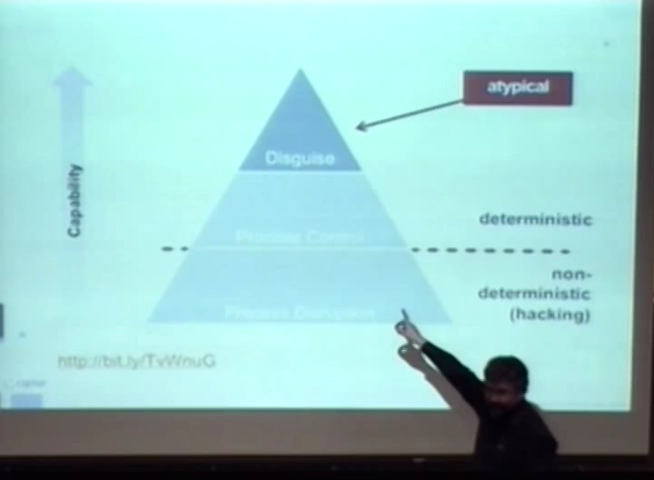 atypical
Disguise
Capability
deterministic
Process Control
non-
deterministic
(hacking)
Process Disruption
http://bit.ly/TvWnuG